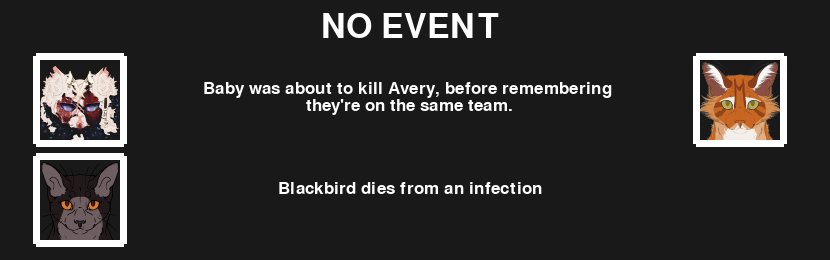 NO EVENT
Baby was about to kill Avery, before remembering
they're on the same team.
Blackbird dies from an infection